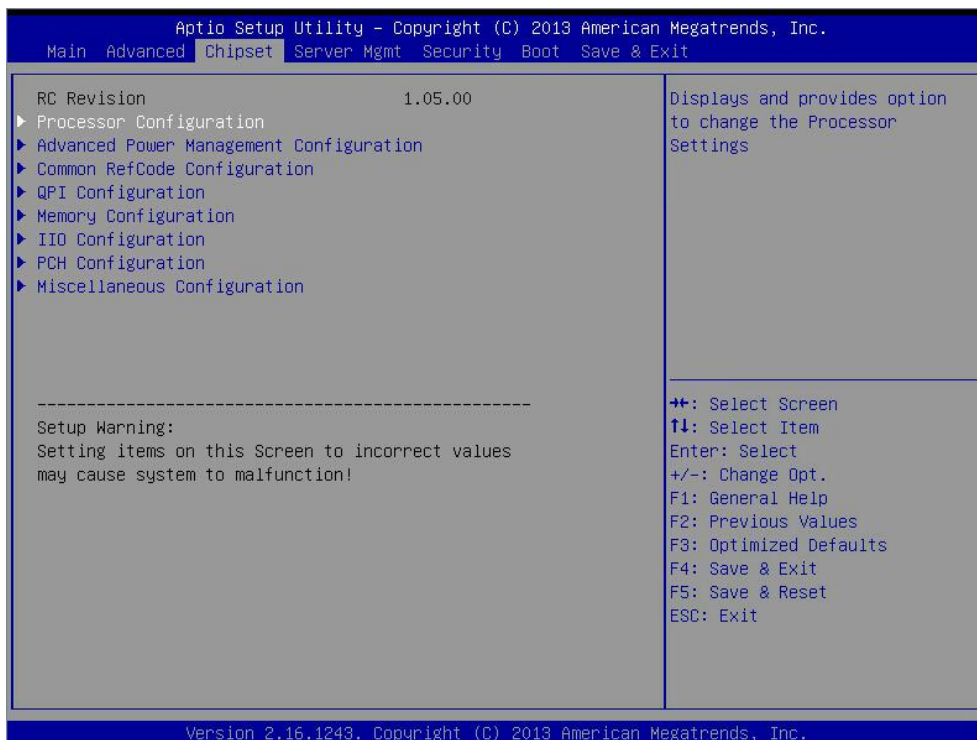 Aptio Setup Utility – Copyright (C) 2013 American Megatrends, Inc.
Main Advanced Chipset Server Mgmt Security Boot Save & Exit
RC Revision 1.05.00
Processor Configuration
Advanced Power Management Configuration
Common RefCode Configuration
QPI Configuration
Memory Configuration
IIO Configuration
PCH Configuration
Miscellaneous Configuration
--------------------------------------------------
Setup Warning:
Setting items on this Screen to incorrect values
may cause system to malfunction!
Displays and provides option
to change the Processor
Settings
→←: Select Screen
↑↓: Select Item
Enter: Select
+/-: Change Opt.
F1: General Help
F2: Previous Values
F3: Optimized Defaults
F4: Save & Exit
F5: Save & Reset
ESC: Exit
Version 2.16.1243. Copyright (C) 2013 American Megatrends, Inc.